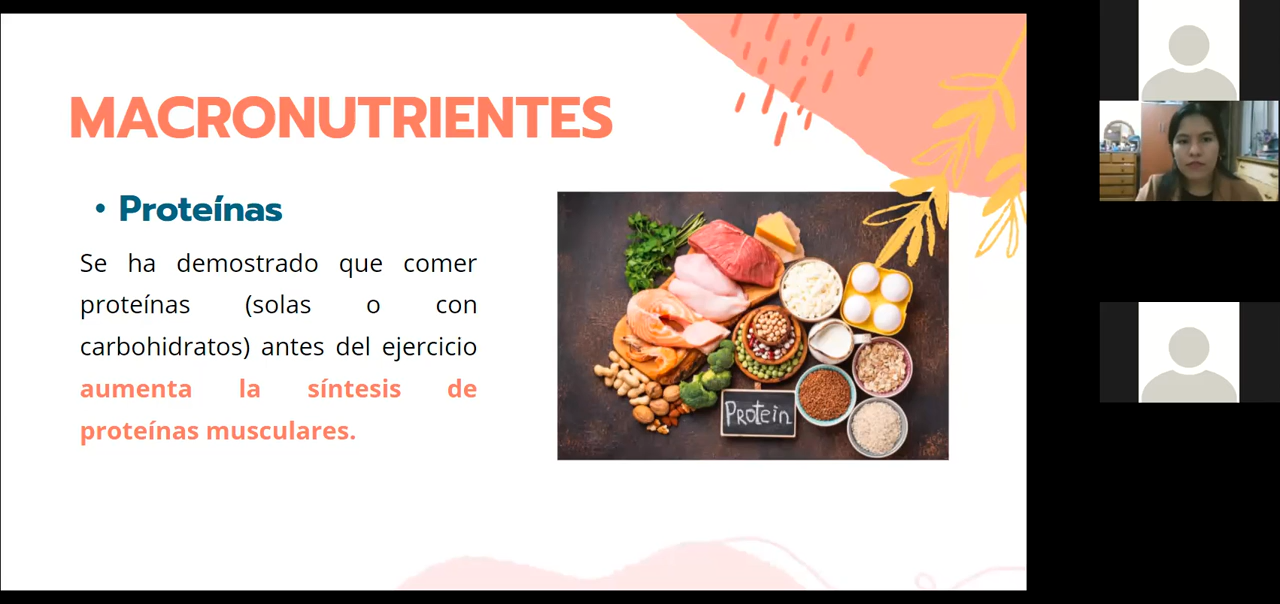 MACRONUTRIENTES
• Proteínas
Se ha demostrado que comer
proteínas (solas o con
carbohidratos) antes del ejercicio
aumenta la síntesis de
proteínas musculares.
PROtein